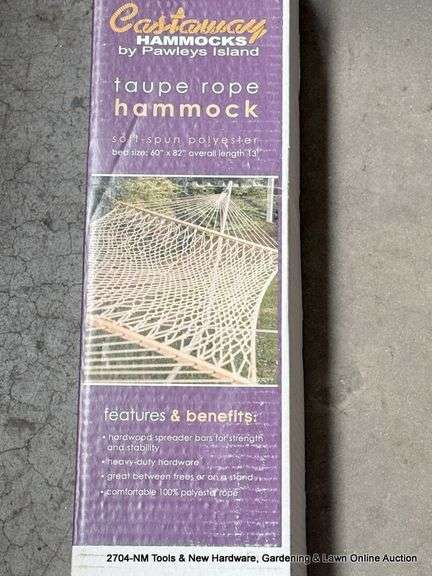 Castaway
HAMMOCKS
by Pawleys Island
taupe rope
hammock
soft-spun polyester
bed size: 60" x 82" overall length 13'
features & benefits:
• hardwood spreader bars for strength
and stability
• heavy-duty hardware
• great between trees or on a stand
• comfortable 100% polyester rope
2704-NM Tools & New Hardware, Gardening & Lawn Online Auction